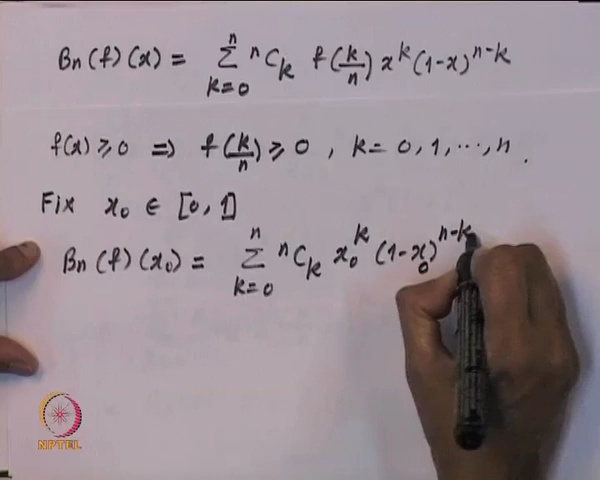 Bn(f)(x) = Σ_{k=0}^{n} ⁿC_k f(k/n) x^k (1-x)^{n-k}
f(x) ⩾ 0 ⇒ f(k/n) ⩾ 0 , k = 0, 1, ..., n .
Fix x₀ ∈ [0, 1]
Bn(f)(x₀) = Σ_{k=0}^{n} ⁿC_k x₀^k (1-x₀)^{n-k}
NPTEL